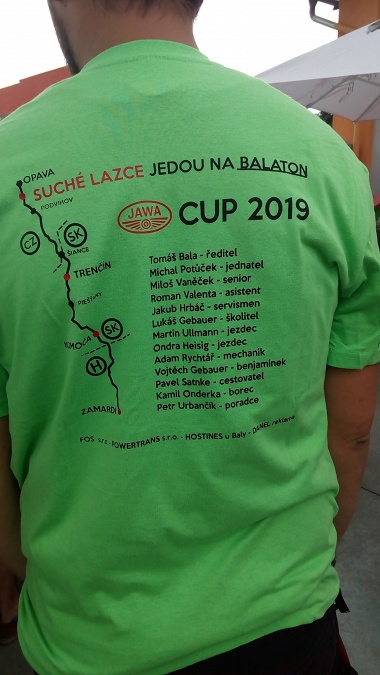 OPAVA
SUCHÉ LAZCE JEDOU NA BALATON
PODVIHOV
JAWA CUP 2019
CZ
SK
TRENČÍN
PIEŠŤANY
SK
H
ZAMARDI
Tomáš Bala - ředitel
Michal Potůček - jednatel
Miloš Vaněček - senior
Roman Valenta - asistent
Jakub Hrbáč - servismen
Lukáš Gebauer - školitel
Martin Ullmann - jezdec
Ondra Heisig - jezdec
Adam Rychtář - mechanik
Vojtěch Gebauer - benjamínek
Pavel Satnke - cestovatel
Kamil Onderka - borec
Petr Urbančík - poradce
FOS s.r.o. - POWERTRANS s.r.o. - HOSTINES u Baly - DANEL reklama